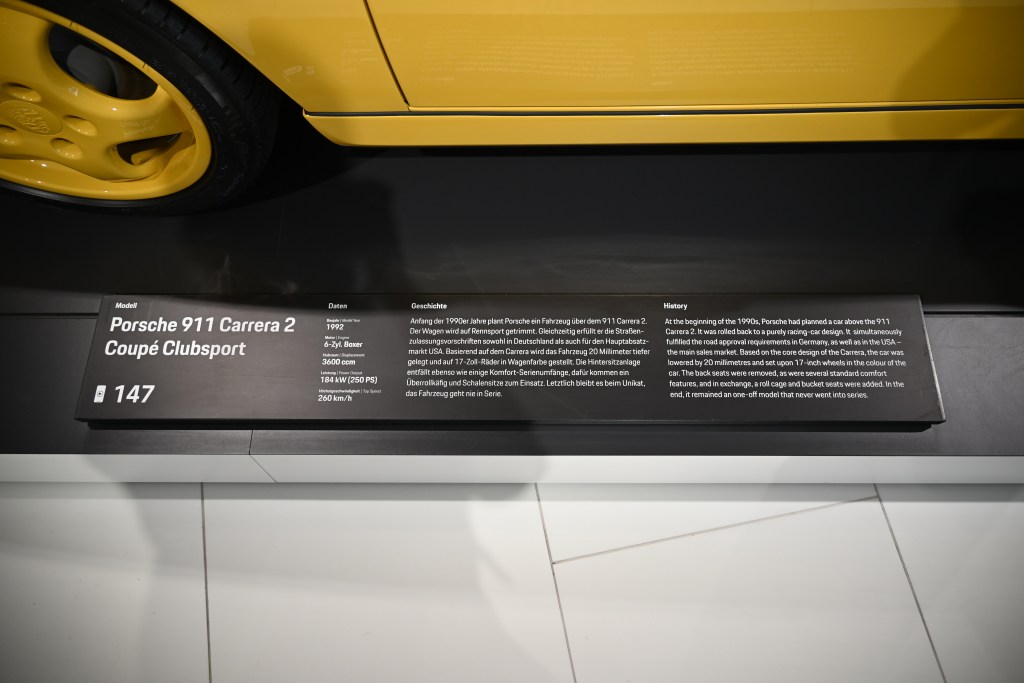 Modell
Porsche 911 Carrera 2
Coupé Clubsport
147
Daten
Baujahr | Model Year
1992
Motor | Engine
6-Zyl. Boxer
Hubraum | Displacement
3600 ccm
Leistung | Power Output
184 kW (250 PS)
Höchstgeschwindigkeit | Top Speed
260 km/h
Geschichte
Anfang der 1990er Jahre plant Porsche ein Fahrzeug über dem 911 Carrera 2.
Der Wagen wird auf Rennsport getrimmt. Gleichzeitig erfüllt er die Straßen-
zulassungsvorschriften sowohl in Deutschland als auch für den Hauptabsatz-
markt USA. Basierend auf dem Carrera wird das Fahrzeug 20 Millimeter tiefer
gelegt und auf 17-Zoll-Räder in Wagenfarbe gestellt. Die Hintersitzanlage
entfällt ebenso wie einige Komfort-Serienumfänge, dafür kommen ein
Überrollkäfig und Schalensitze zum Einsatz. Letztlich bleibt es beim Unikat,
das Fahrzeug geht nie in Serie.
History
At the beginning of the 1990s, Porsche had planned a car above the 911
Carrera 2. It was rolled back to a purely racing-car design. It simultaneously
fulfilled the road approval requirements in Germany, as well as in the USA –
the main sales market. Based on the core design of the Carrera, the car was
lowered by 20 millimetres and set upon 17-inch wheels in the colour of the
car. The back seats were removed, as were several standard comfort
features, and in exchange, a roll cage and bucket seats were added. In the
end, it remained an one-off model that never went into series.